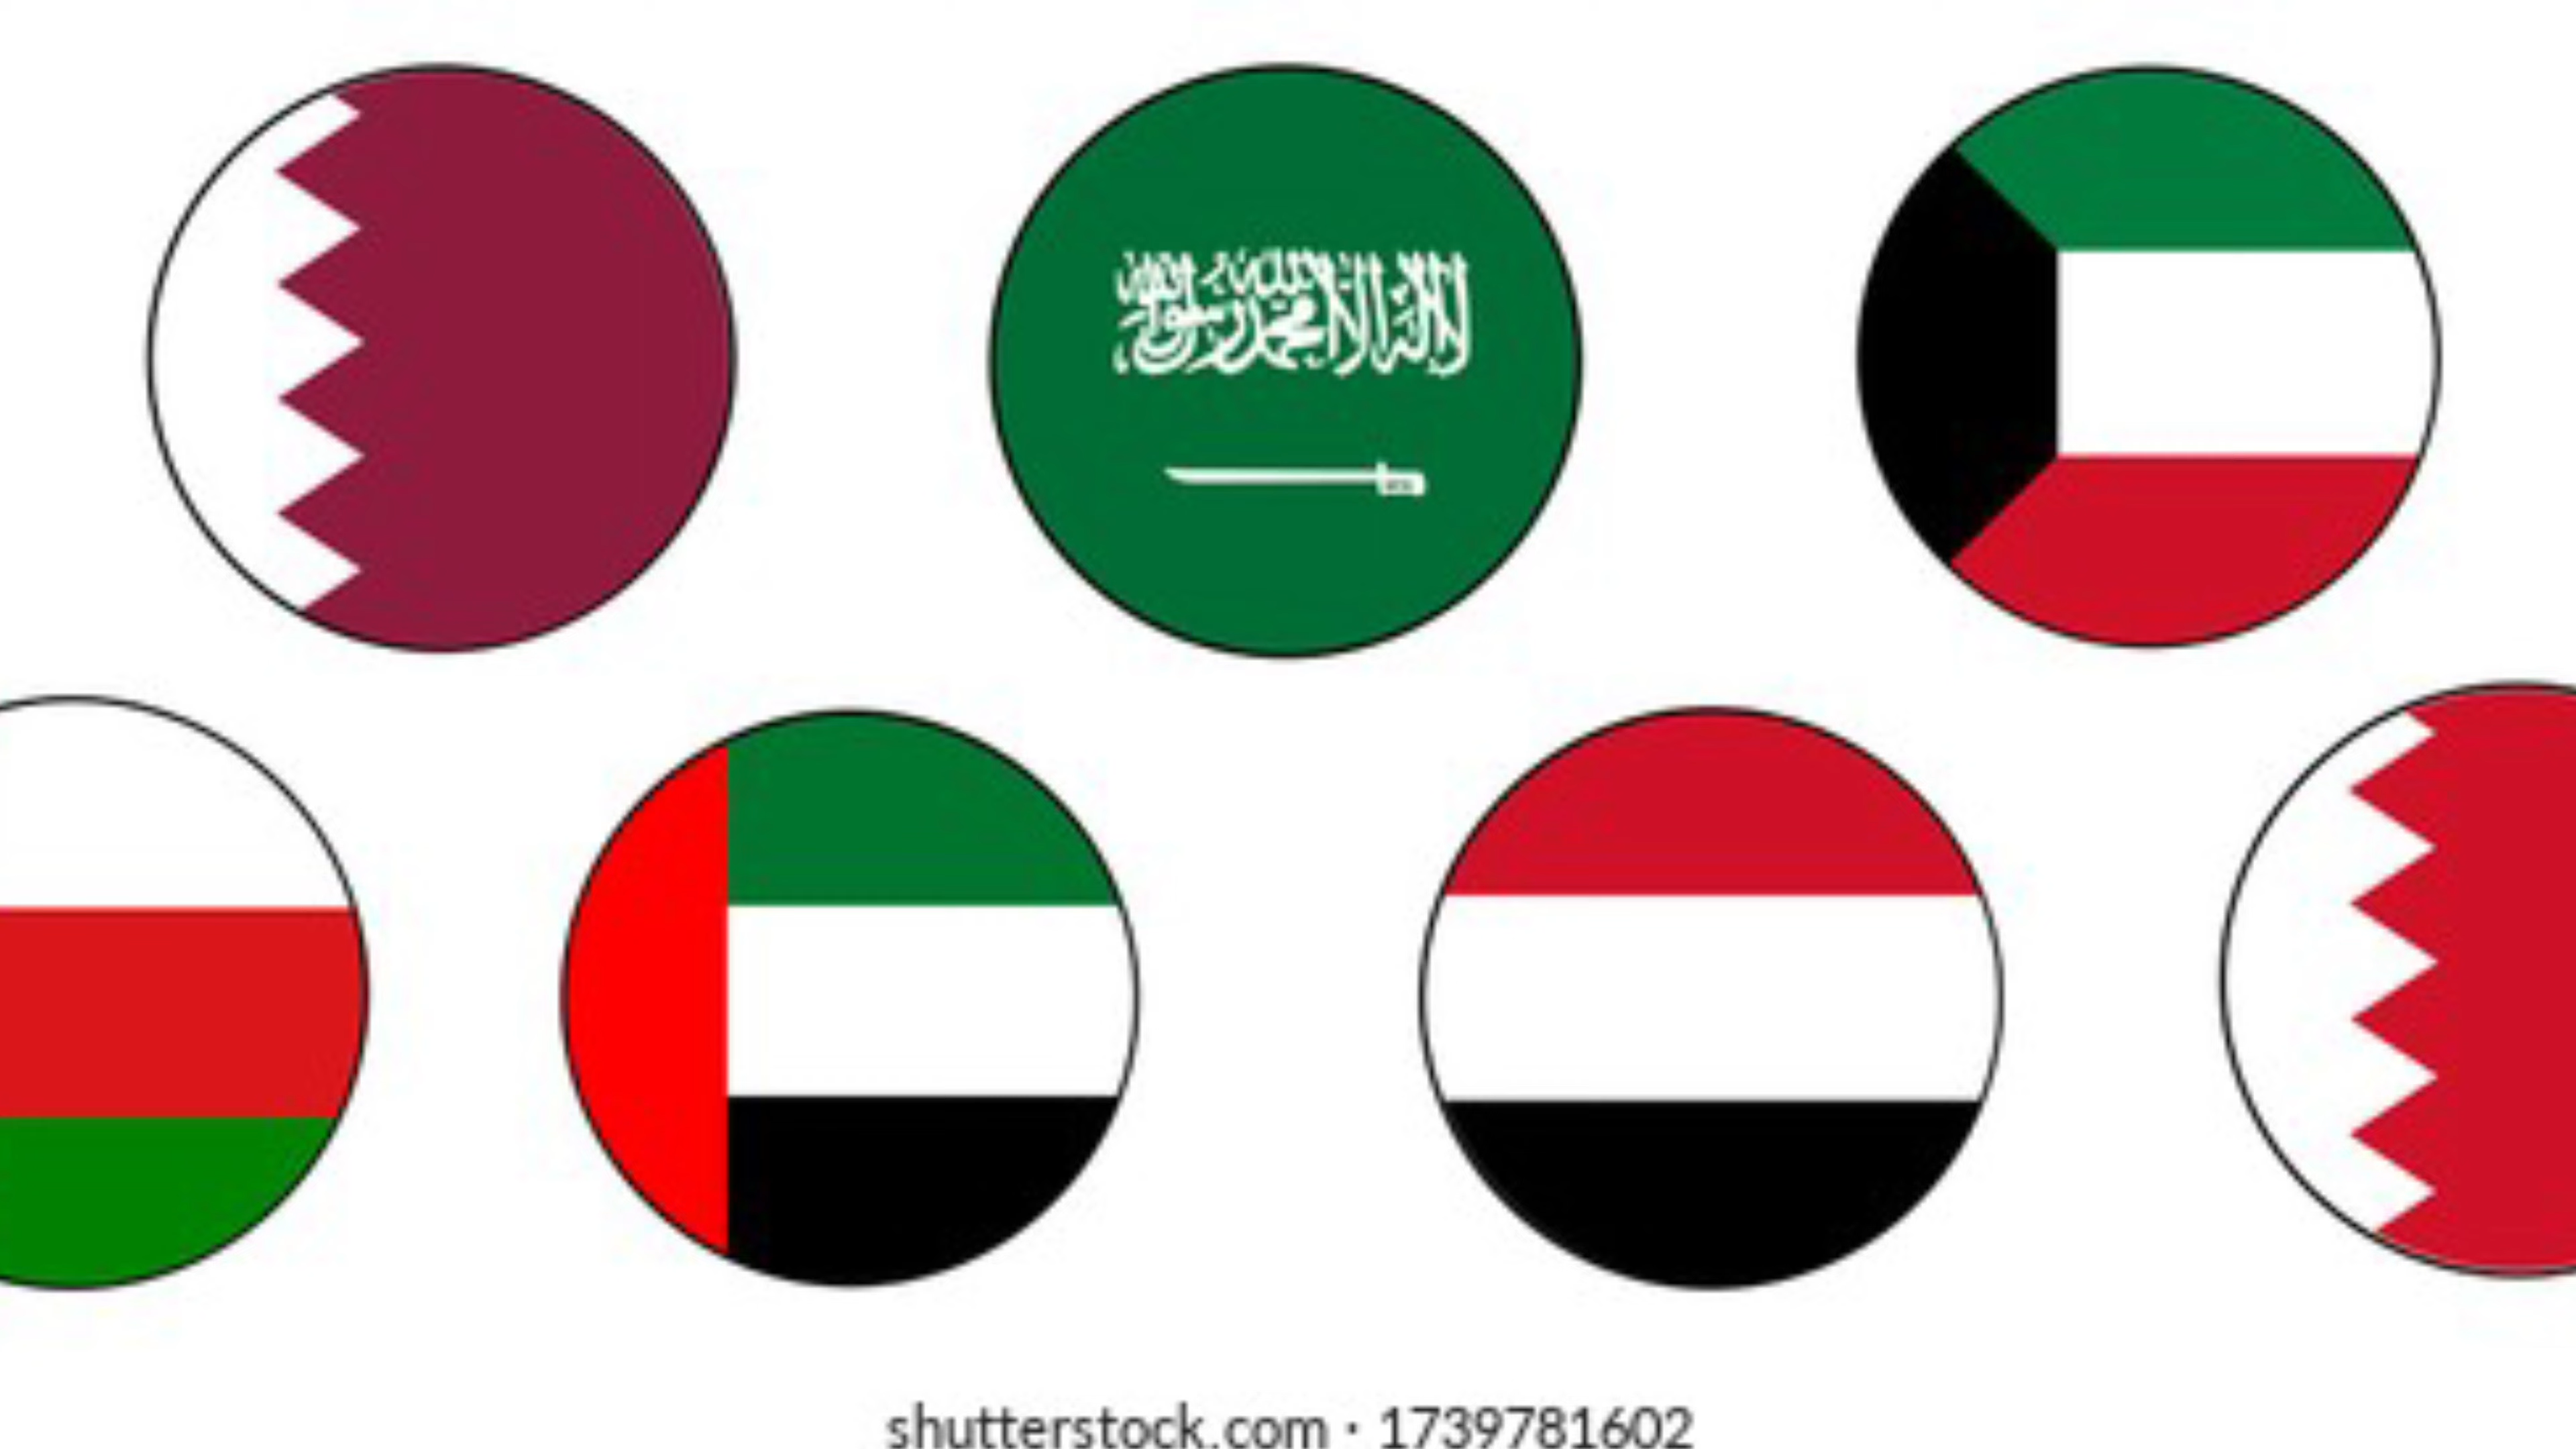 لا إله إلا الله محمد رسول الله
shutterstock.com · 1739781602